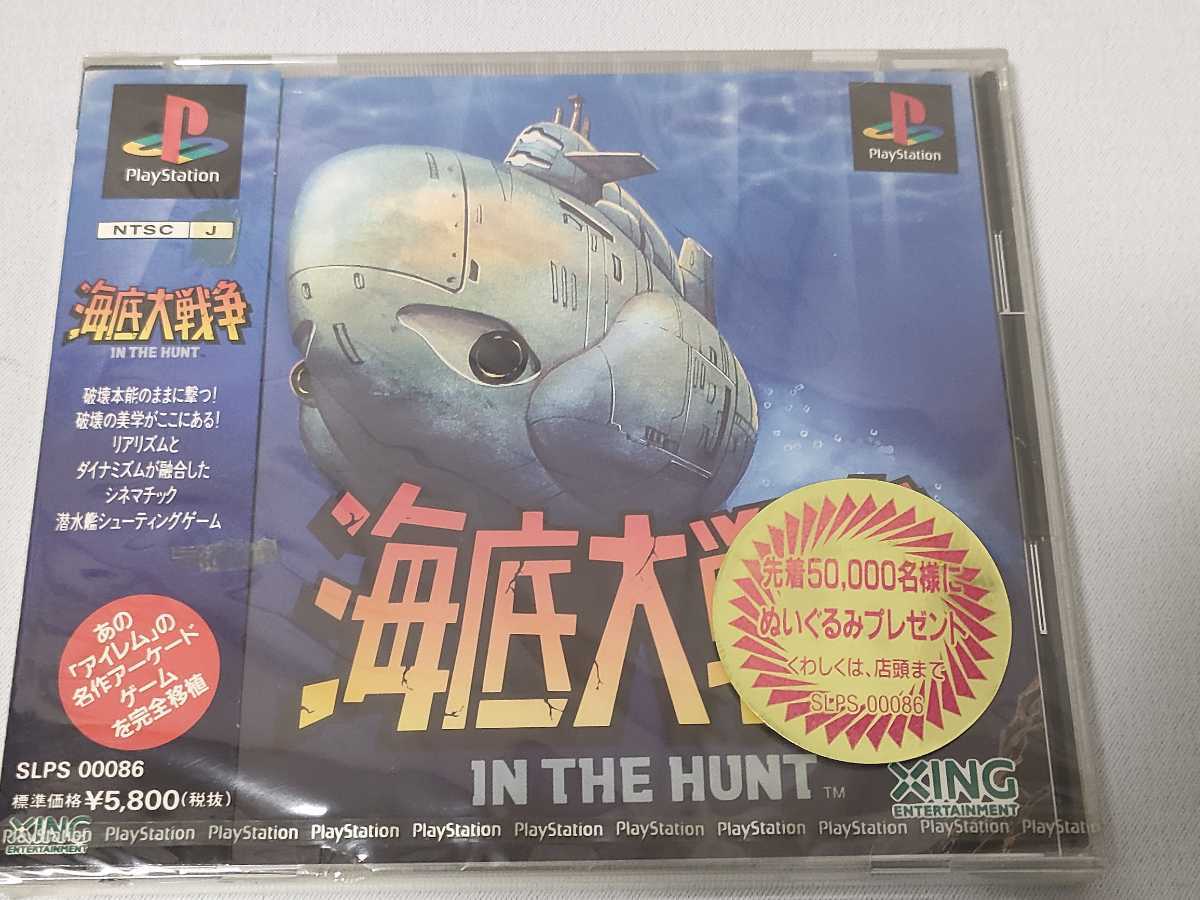 PlayStation
NTSC J
海底大戦争
IN THE HUNT™
破壊本能のままに撃つ!
破壊の美学がここにある!
リアリズムと
ダイナミズムが融合した
シネマチック
潜水艦シューティングゲーム
あの
「アイレム」の
名作アーケード
ゲーム
を完全移植
SLPS 00086
標準価格¥5,800(税抜)
XING
ENTERTAINMENT
PlayStation
海底大戦
IN THE HUNT™
先着50,000名様に
ぬいぐるみプレゼント
くわしくは、店頭まで
SLPS 00086
XING
ENTERTAINMENT
PlayStation PlayStation PlayStation PlayStation PlayStation PlayStation PlayStation PlayStation PlayStation PlayStation PlayStatio